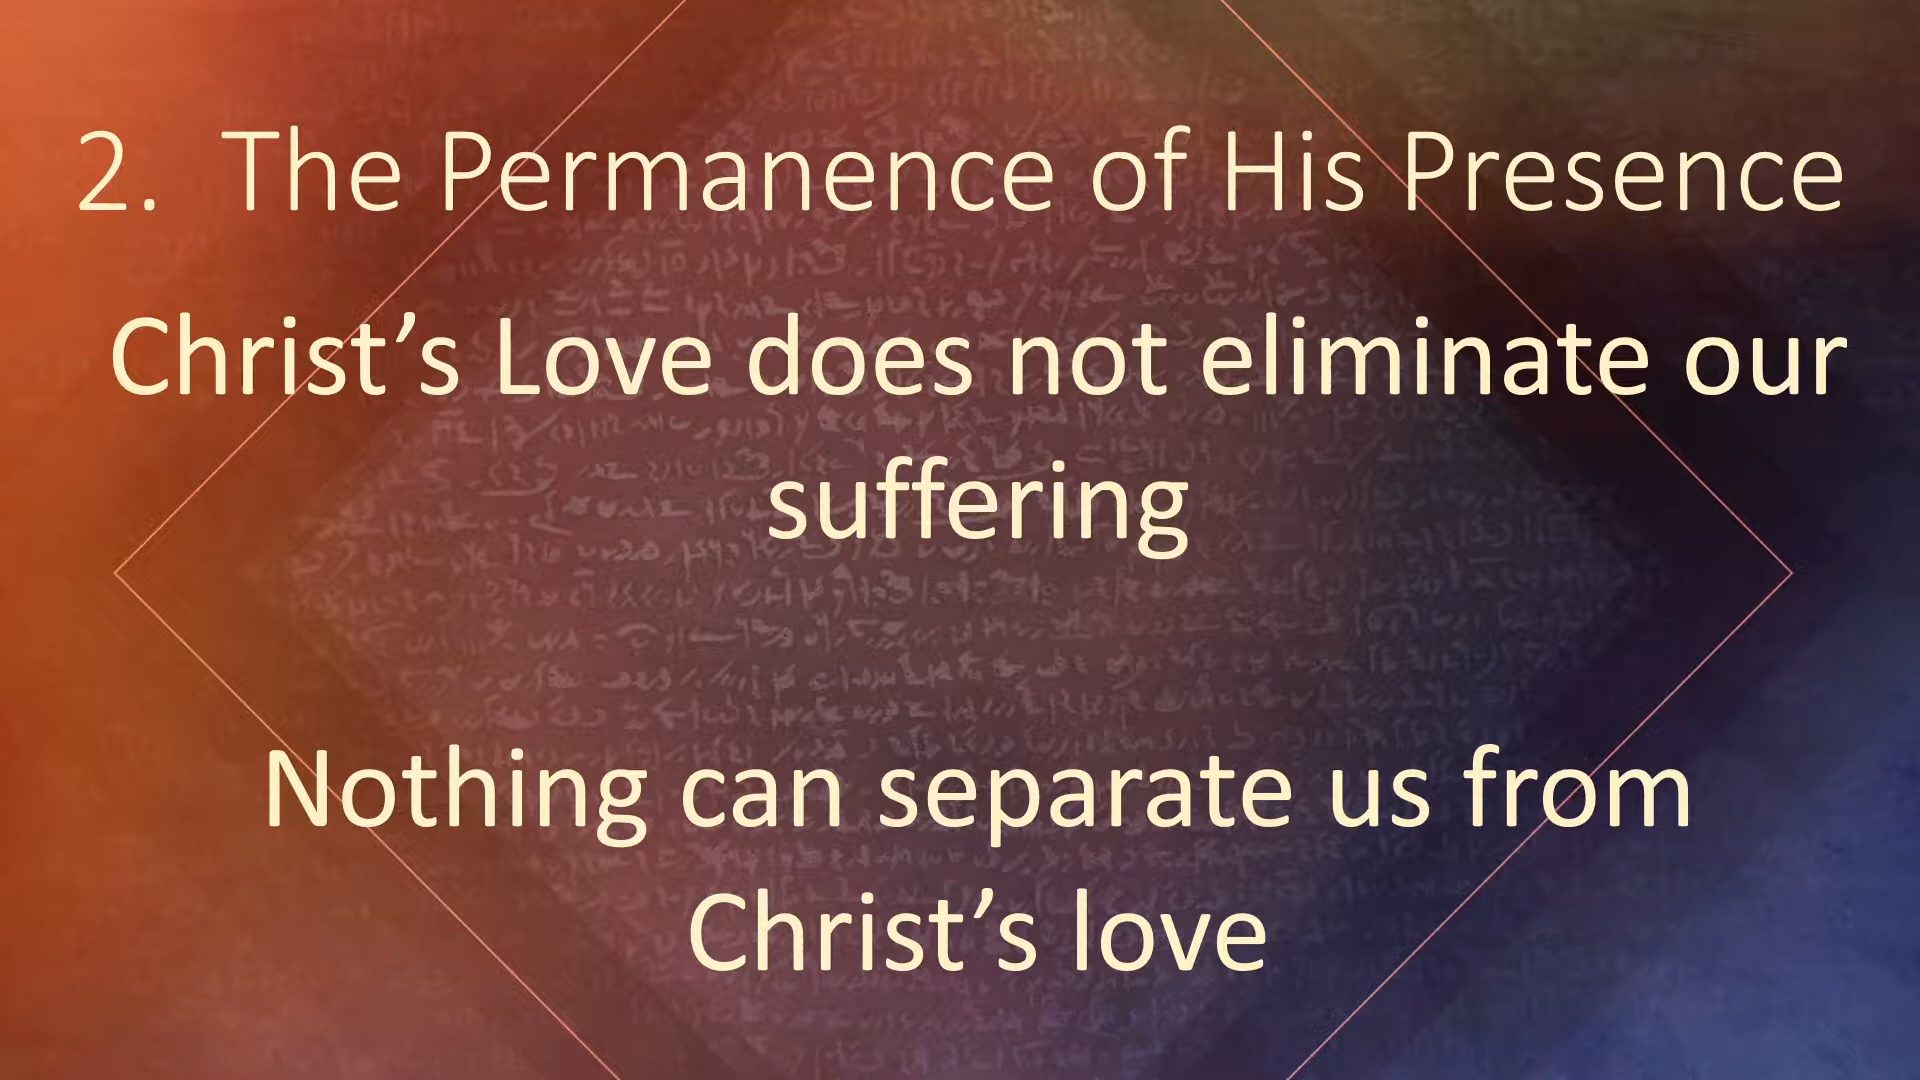 2. The Permanence of His Presence
Christ’s Love does not eliminate our
suffering
Nothing can separate us from
Christ’s love